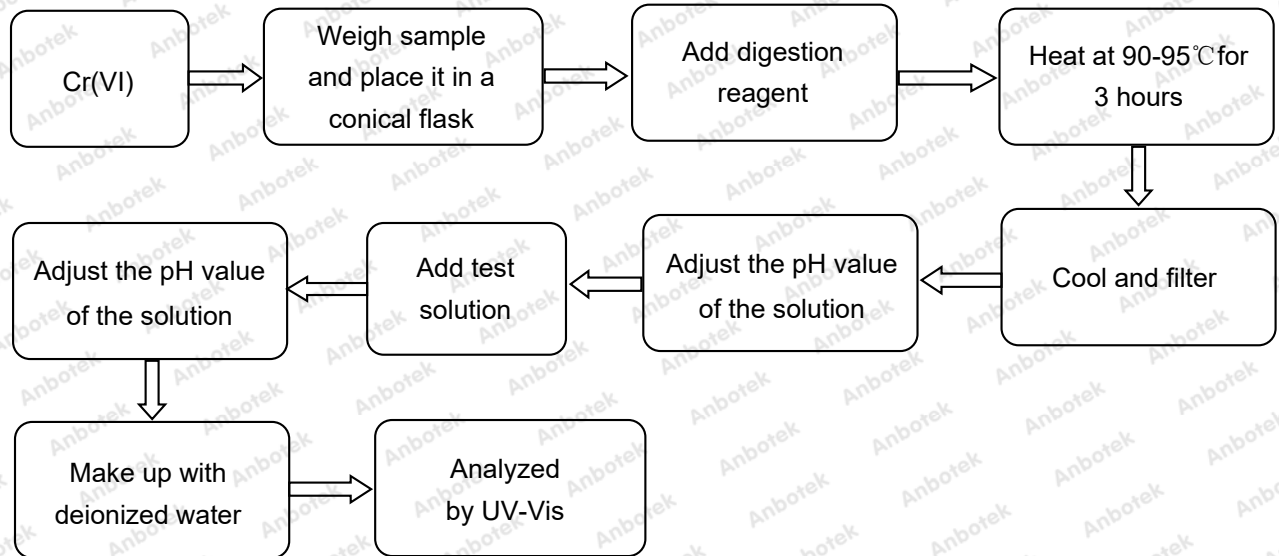 Cr(VI)
Weigh sample
and place it in a
conical flask
Add digestion
reagent
Heat at 90-95℃for
3 hours
Cool and filter
Adjust the pH value
of the solution
Add test
solution
Adjust the pH value
of the solution
Make up with
deionized water
Analyzed
by UV-Vis
Anbotek